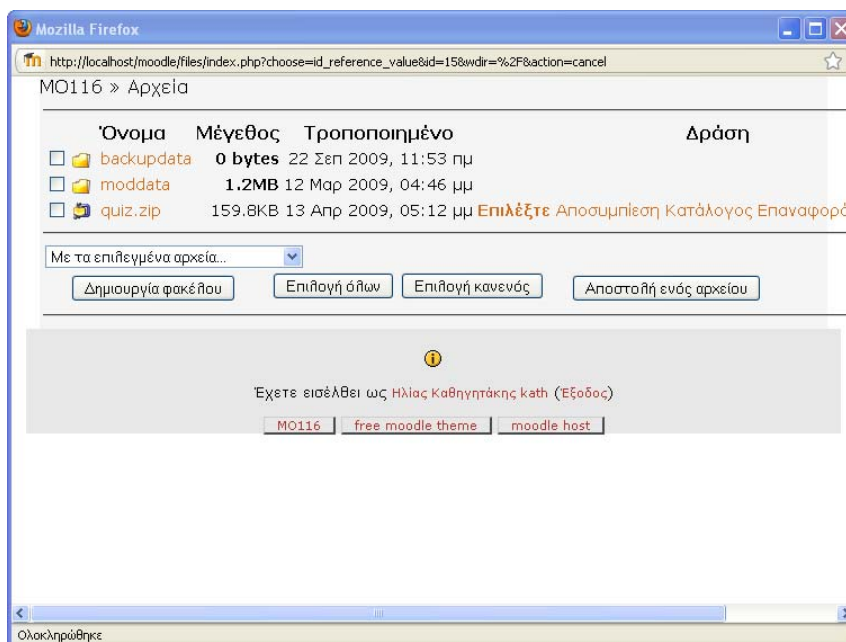 Mozilla Firefox
http://localhost/moodle/files/index.php?choose=id_reference_value&id=15&wdir=%2F&action=cancel
MO116 » Αρχεία
Όνομα Μέγεθος Τροποποιημένο Δράση
backupdata 0 bytes 22 Σεπ 2009, 11:53 πμ
moddata 1.2MB 12 Μαρ 2009, 04:46 μμ
quiz.zip 159.8KB 13 Απρ 2009, 05:12 μμ Επιλέξτε Αποσυμπίεση Κατάλογος Επαναφορά
Με τα επιλεγμένα αρχεία...
Δημιουργία φακέλου Επιλογή όλων Επιλογή κανενός Αποστολή ενός αρχείου
Έχετε εισέλθει ως Ηλίας Καθηγητάκης kath (Έξοδος)
MO116 free moodle theme moodle host
Ολοκληρώθηκε